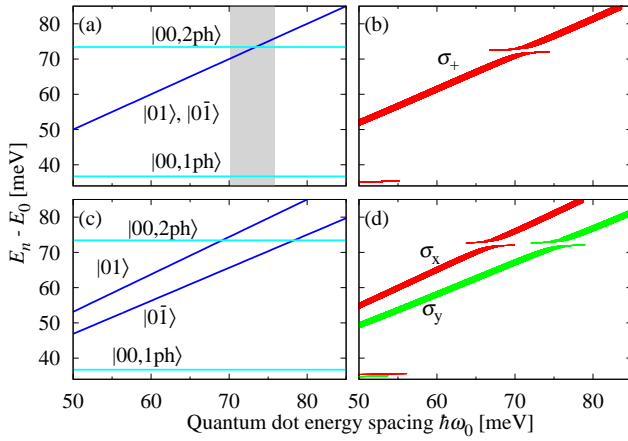 (a)
|00,2ph⟩
|01⟩, |01̄⟩
|00,1ph⟩
80
70
60
50
40
(b)
σ+
Eₙ - E₀ [meV]
(c)
|00,2ph⟩
|01⟩
|01̄⟩
|00,1ph⟩
80
70
60
50
40
50 60 70 80
(d)
σx
σy
50 60 70 80
Quantum dot energy spacing ℏω₀ [meV]